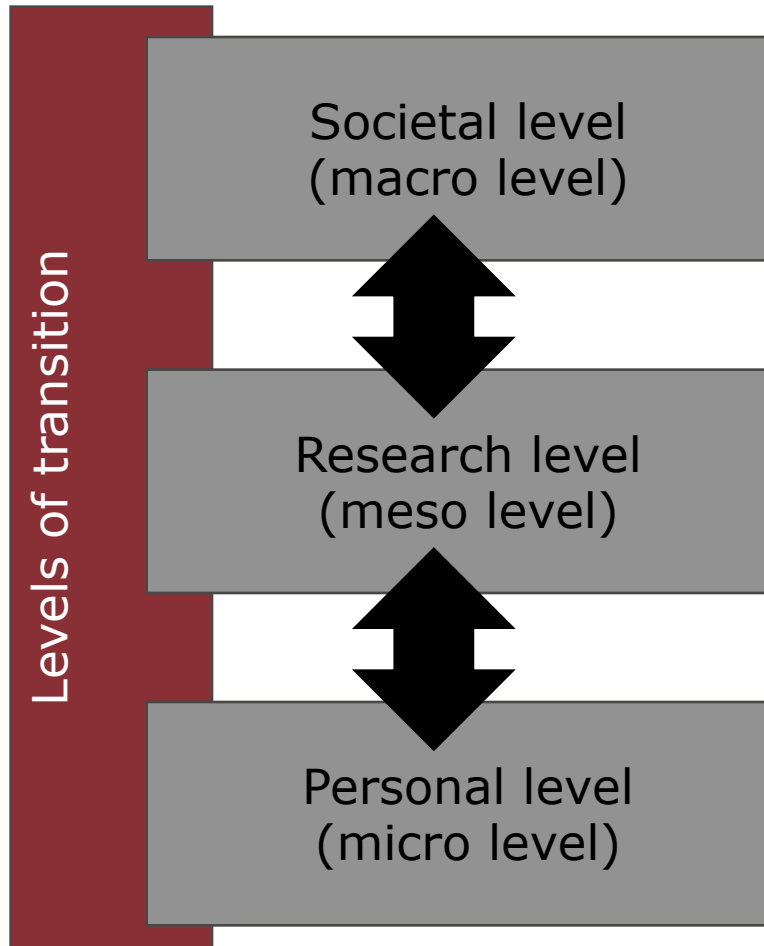 Levels of transition
Societal level
(macro level)
Research level
(meso level)
Personal level
(micro level)